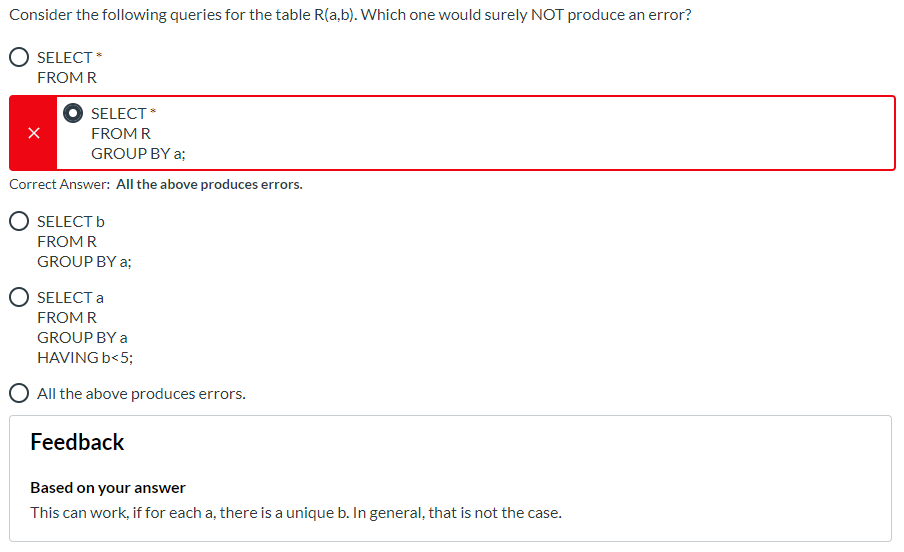 Consider the following queries for the table R(a,b). Which one would surely NOT produce an error?
SELECT *
FROM R
SELECT *
FROM R
GROUP BY a;
Correct Answer: All the above produces errors.
SELECT b
FROM R
GROUP BY a;
SELECT a
FROM R
GROUP BY a
HAVING b<5;
All the above produces errors.
Feedback
Based on your answer
This can work, if for each a, there is a unique b. In general, that is not the case.